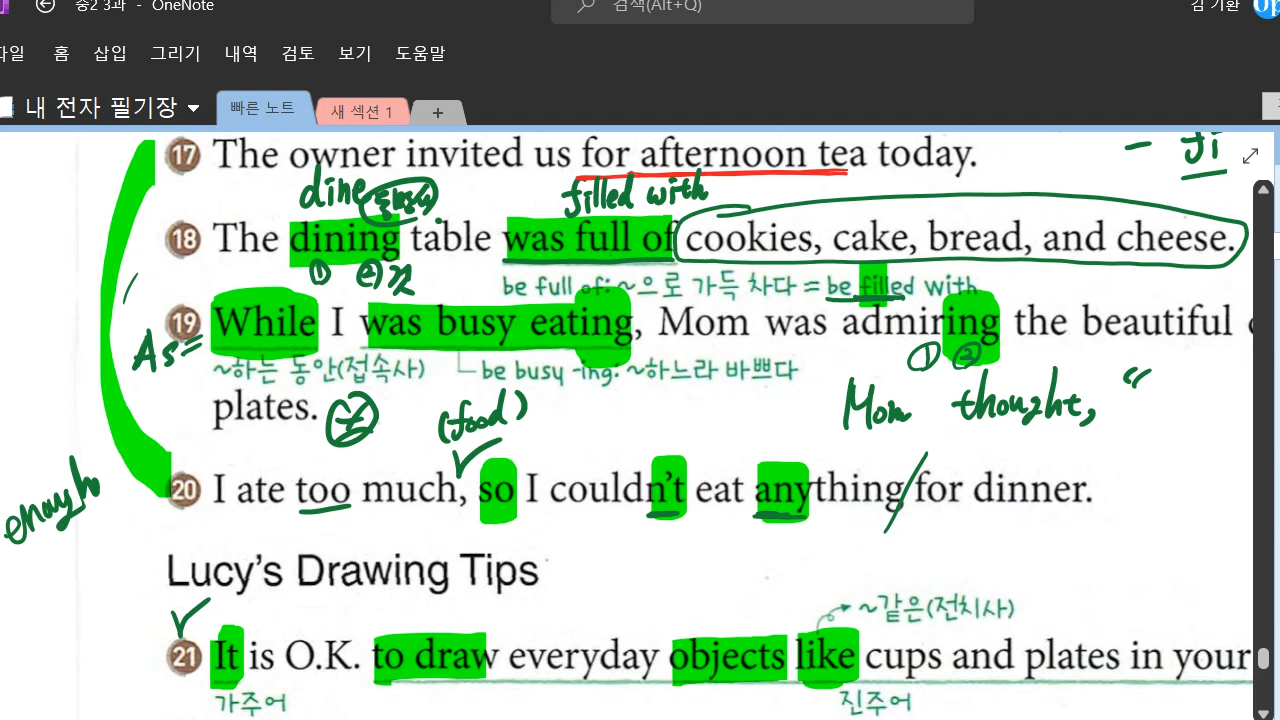 중2 3과 - OneNote
검색(Alt+Q)
김 기환
파일 홈 삽입 그리기 내역 검토 보기 도움말
내 전자 필기장
빠른 노트
새 섹션 1
+
17 The owner invited us for afternoon tea today.
dine
filled with
18 The dining table was full of cookies, cake, bread, and cheese.
① ②
be full of: ~으로 가득 차다 = be filled with
19 While I was busy eating, Mom was admiring the beautiful
As=
① ②
~하는 동안(접속사)
be busy -ing: ~하느라 바쁘다
plates.
(food)
Mom thought, “
20 I ate too much, so I couldn't eat anything for dinner.
enough
Lucy's Drawing Tips
~같은(전치사)
21 It is O.K. to draw everyday objects like cups and plates in your
가주어
진주어